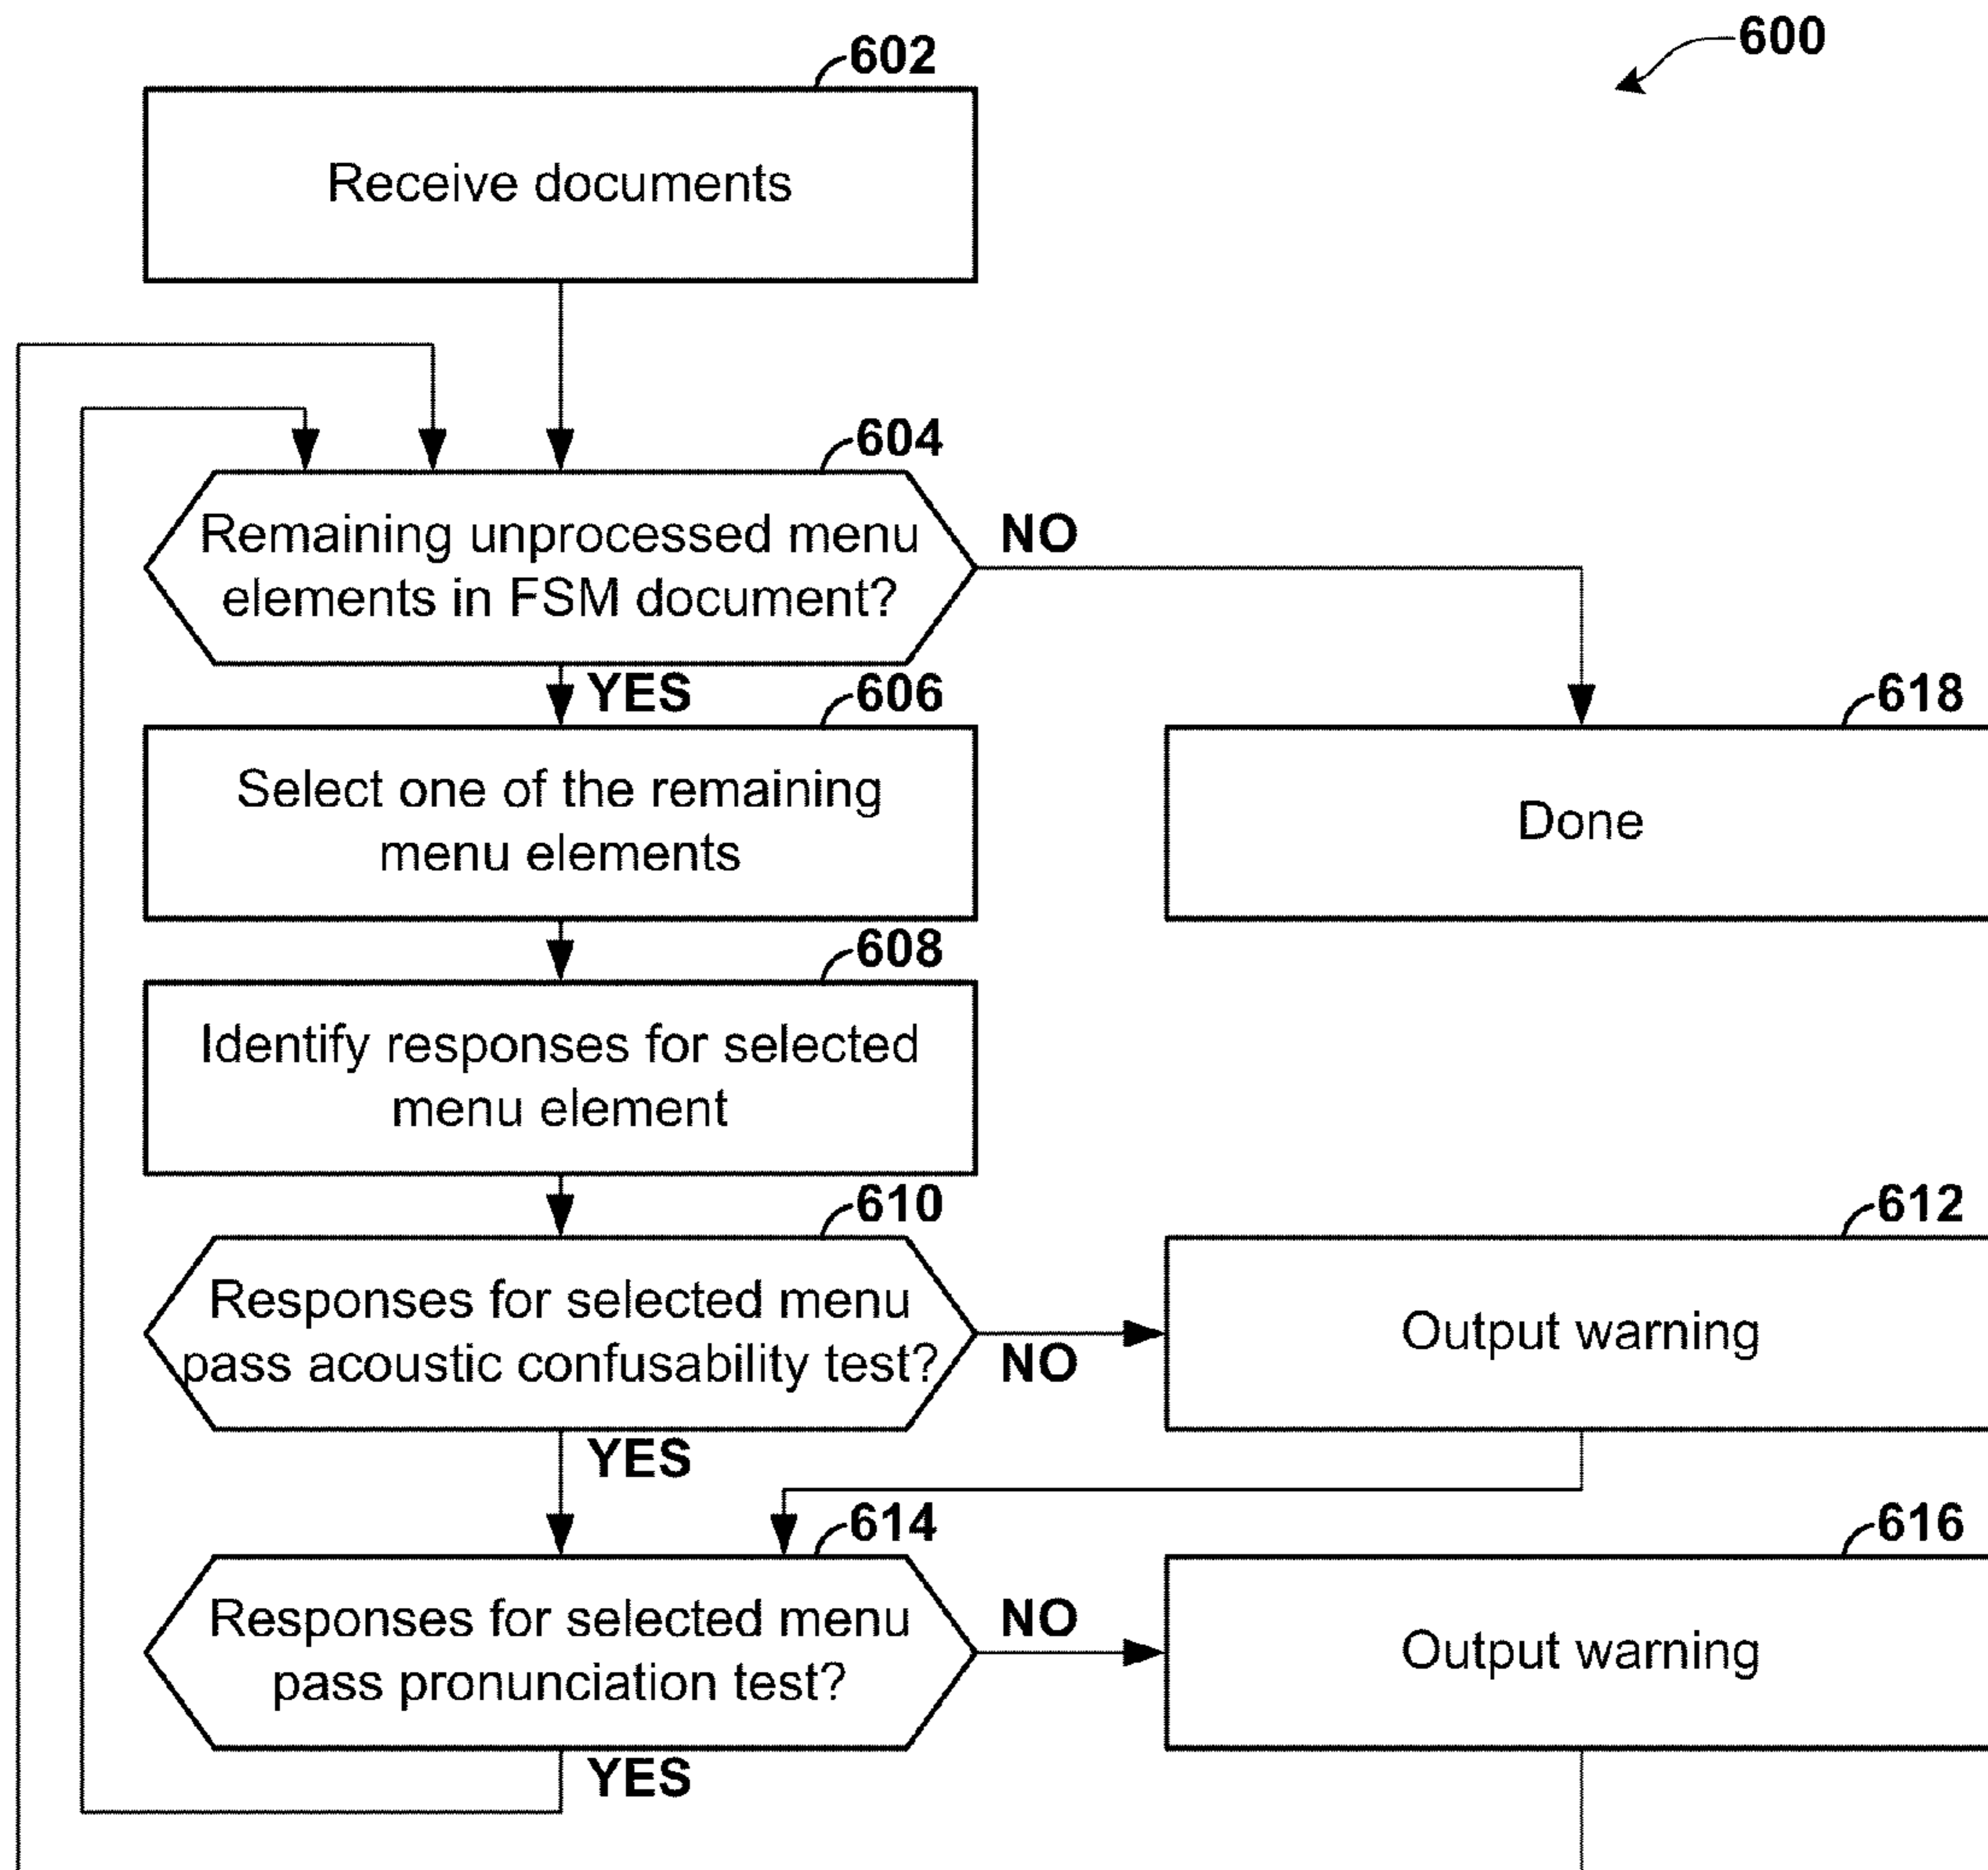 600
602
Receive documents
604
Remaining unprocessed menu
elements in FSM document?
NO
YES
606
Select one of the remaining
menu elements
618
Done
608
Identify responses for selected
menu element
610
Responses for selected menu
pass acoustic confusability test?
NO
YES
612
Output warning
614
Responses for selected menu
pass pronunciation test?
NO
YES
616
Output warning